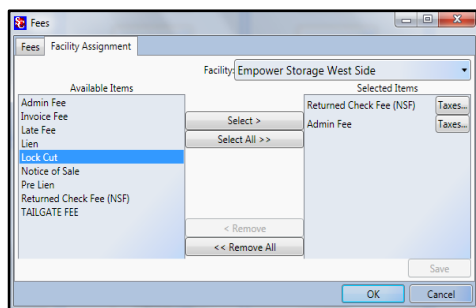 Fees
Fees Facility Assignment
Facility: Empower Storage West Side
Available Items
Admin Fee
Invoice Fee
Late Fee
Lien
Lock Cut
Notice of Sale
Pre Lien
Returned Check Fee (NSF)
TAILGATE FEE
Select >
Select All >>
< Remove
<< Remove All
Selected Items
Returned Check Fee (NSF) Taxes...
Admin Fee Taxes...
Save
OK Cancel